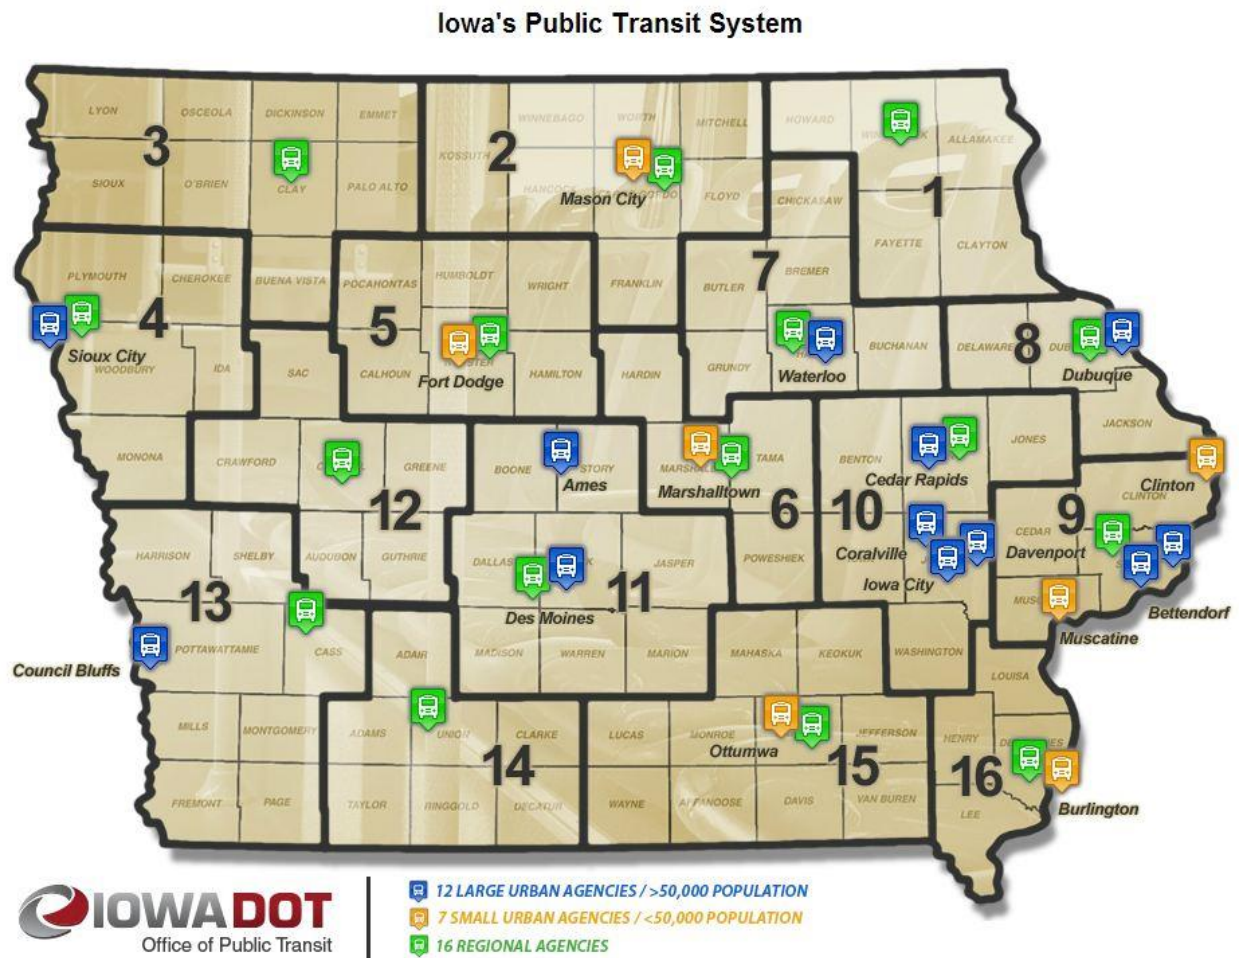 Iowa's Public Transit System
LYON
OSCEOLA
DICKINSON
EMMET
KOSSUTH
WINNEBAGO
WORTH
MITCHELL
HOWARD
ALLAMAKEE
3
2
1
SIOUX
O'BRIEN
CLAY
PALO ALTO
HANCOCK
Mason City
FLOYD
CHICKASAW
FAYETTE
CLAYTON
PLYMOUTH
CHEROKEE
BUENA VISTA
POCAHONTAS
HUMBOLDT
WRIGHT
FRANKLIN
BUTLER
BREMER
7
4
5
8
Sioux City
WOODBURY
IDA
SAC
CALHOUN
Fort Dodge
HAMILTON
HARDIN
GRUNDY
Waterloo
BUCHANAN
DELAWARE
Dubuque
JACKSON
MONONA
CRAWFORD
GREENE
BOONE
STORY
Ames
Marshalltown
TAMA
BENTON
Cedar Rapids
JONES
Clinton
CLINTON
12
6
10
9
HARRISON
SHELBY
AUDUBON
GUTHRIE
DALLAS
JASPER
POWESHIEK
Coralville
Iowa City
CEDAR
Davenport
13
11
Des Moines
Bettendorf
Muscatine
Council Bluffs
POTTAWATTAMIE
CASS
ADAIR
MADISON
WARREN
MARION
MAHASKA
KEOKUK
WASHINGTON
LOUISA
MILLS
MONTGOMERY
ADAMS
UNION
CLARKE
LUCAS
MONROE
Ottumwa
JEFFERSON
HENRY
14
15
16
FREMONT
PAGE
TAYLOR
RINGGOLD
DECATUR
WAYNE
APPANOOSE
DAVIS
VAN BUREN
LEE
Burlington
IOWADOT
Office of Public Transit
12 LARGE URBAN AGENCIES / >50,000 POPULATION
7 SMALL URBAN AGENCIES / <50,000 POPULATION
16 REGIONAL AGENCIES